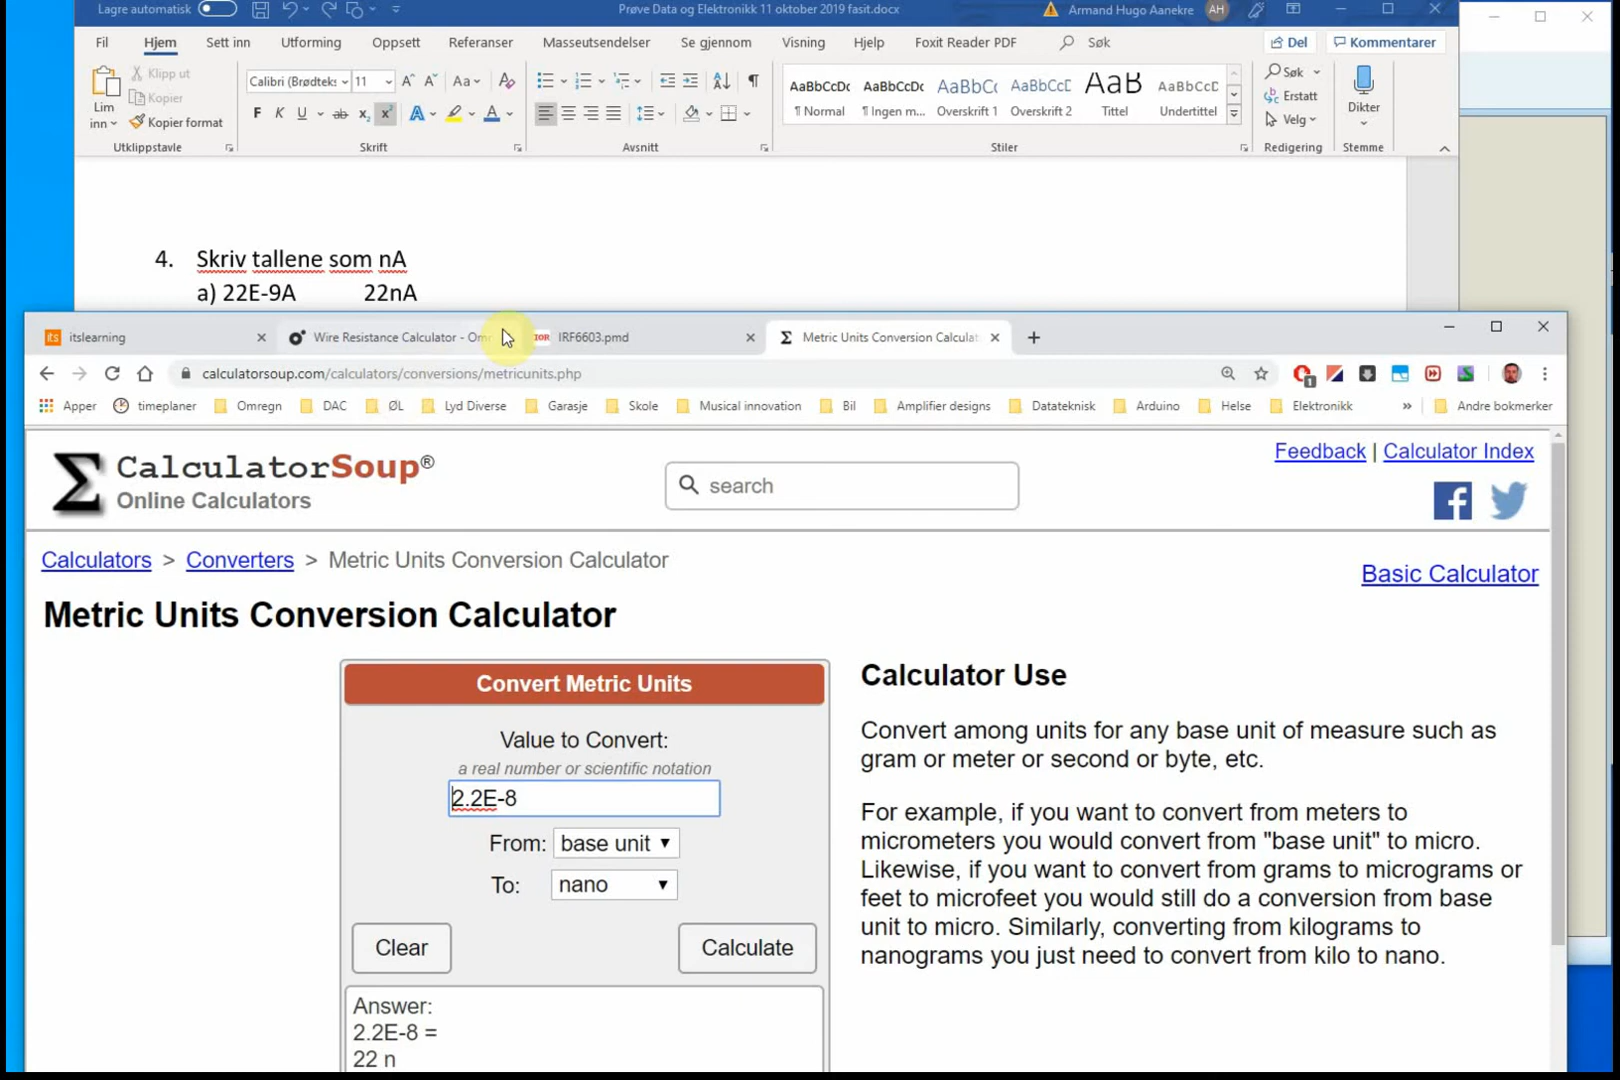 Lagre automatisk
Prøve Data og Elektronikk 11 oktober 2019 fasit.docx
Armand Hugo Aanekre
AH
Fil
Hjem
Sett inn
Utforming
Oppsett
Referanser
Masseutsendelser
Se gjennom
Visning
Hjelp
Foxit Reader PDF
Søk
Del
Kommentarer
Lim
inn
Klipp ut
Kopier
Kopier format
Utklippstavle
Calibri (Brødteks
11
Skrift
Avsnitt
AaBbCcDc
¶ Normal
AaBbCcDc
¶ Ingen m...
AaBbCc
Overskrift 1
AaBbCcD
Overskrift 2
AaB
Tittel
AaBbCcD
Undertittel
Stiler
Søk
Erstatt
Velg
Redigering
Dikter
Stemme
4. Skriv tallene som nA
a) 22E-9A 22nA
its
itslearning
Wire Resistance Calculator - Om
IOR
IRF6603.pmd
Metric Units Conversion Calculat
calculatorsoup.com/calculators/conversions/metricunits.php
Apper
timeplaner
Omregn
DAC
ØL
Lyd Diverse
Garasje
Skole
Musical innovation
Bil
Amplifier designs
Datateknisk
Arduino
Helse
Elektronikk
»
Andre bokmerker
CalculatorSoup®
Online Calculators
search
Feedback | Calculator Index
Calculators > Converters > Metric Units Conversion Calculator
Basic Calculator
Metric Units Conversion Calculator
Convert Metric Units
Value to Convert:
a real number or scientific notation
2.2E-8
From: base unit
To: nano
Clear
Calculate
Answer:
2.2E-8 =
22 n
Calculator Use
Convert among units for any base unit of measure such as
gram or meter or second or byte, etc.
For example, if you want to convert from meters to
micrometers you would convert from "base unit" to micro.
Likewise, if you want to convert from grams to micrograms or
feet to microfeet you would still do a conversion from base
unit to micro. Similarly, converting from kilograms to
nanograms you just need to convert from kilo to nano.